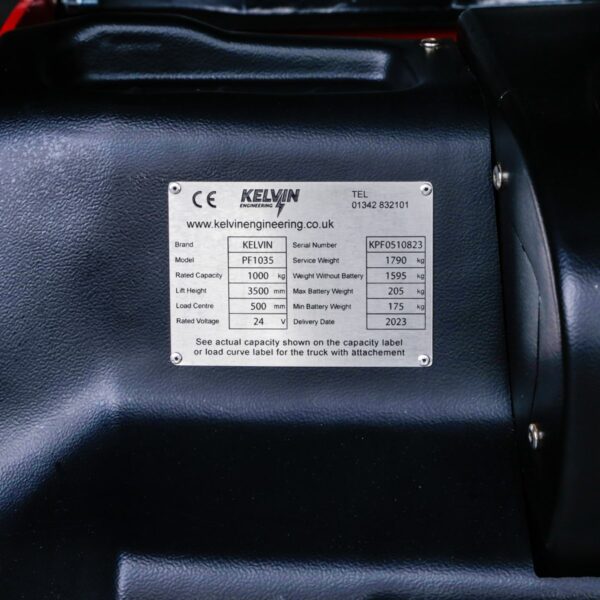 CE KELVIN ENGINEERING TEL
01342 832101
www.kelvinengineering.co.uk
Brand KELVIN Serial Number KPF0510823
Model PF1035 Service Weight 1790 kg
Rated Capacity 1000 kg Weight Without Battery 1595 kg
Lift Height 3500 mm Max Battery Weight 205 kg
Load Centre 500 mm Min Battery Weight 175 kg
Rated Voltage 24 V Delivery Date 2023
See actual capacity shown on the capacity label
or load curve label for the truck with attachement